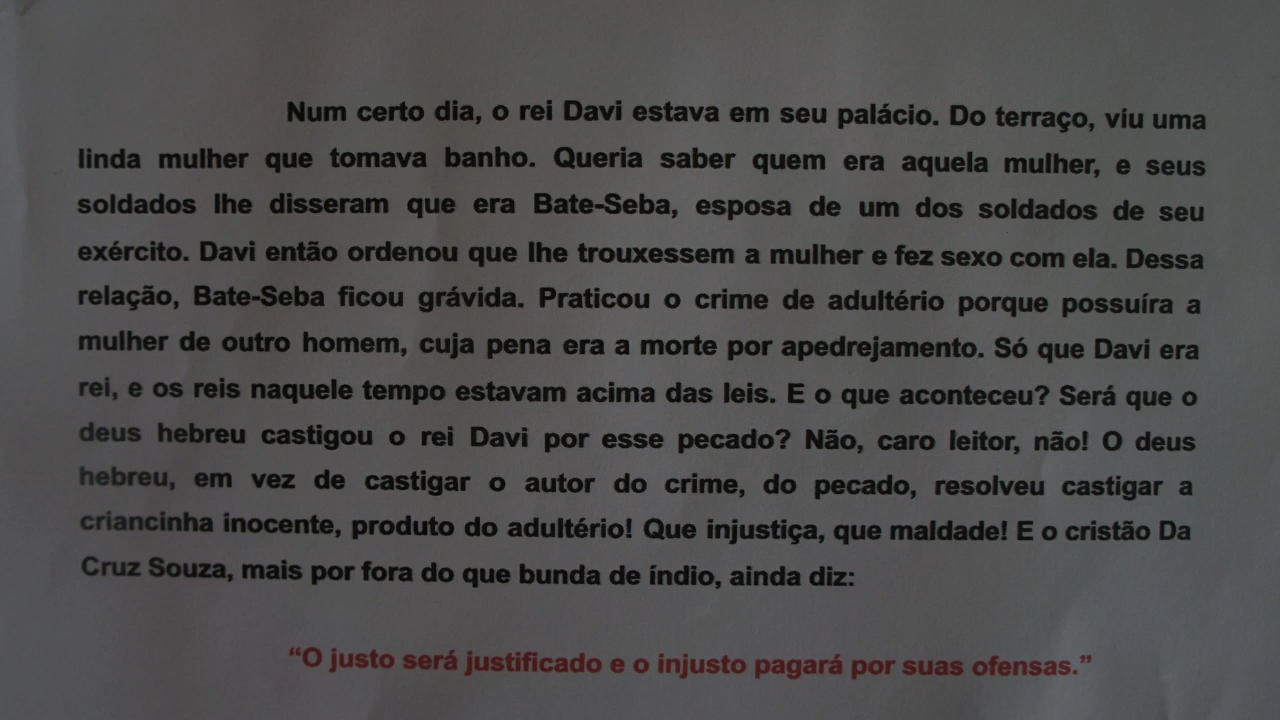 Num certo dia, o rei Davi estava em seu palácio. Do terraço, viu uma
linda mulher que tomava banho. Queria saber quem era aquela mulher, e seus
soldados lhe disseram que era Bate-Seba, esposa de um dos soldados de seu
exército. Davi então ordenou que lhe trouxessem a mulher e fez sexo com ela. Dessa
relação, Bate-Seba ficou grávida. Praticou o crime de adultério porque possuíra a
mulher de outro homem, cuja pena era a morte por apedrejamento. Só que Davi era
rei, e os reis naquele tempo estavam acima das leis. E o que aconteceu? Será que o
deus hebreu castigou o rei Davi por esse pecado? Não, caro leitor, não! O deus
hebreu, em vez de castigar o autor do crime, do pecado, resolveu castigar a
criancinha inocente, produto do adultério! Que injustiça, que maldade! E o cristão Da
Cruz Souza, mais por fora do que bunda de índio, ainda diz:
“O justo será justificado e o injusto pagará por suas ofensas.”